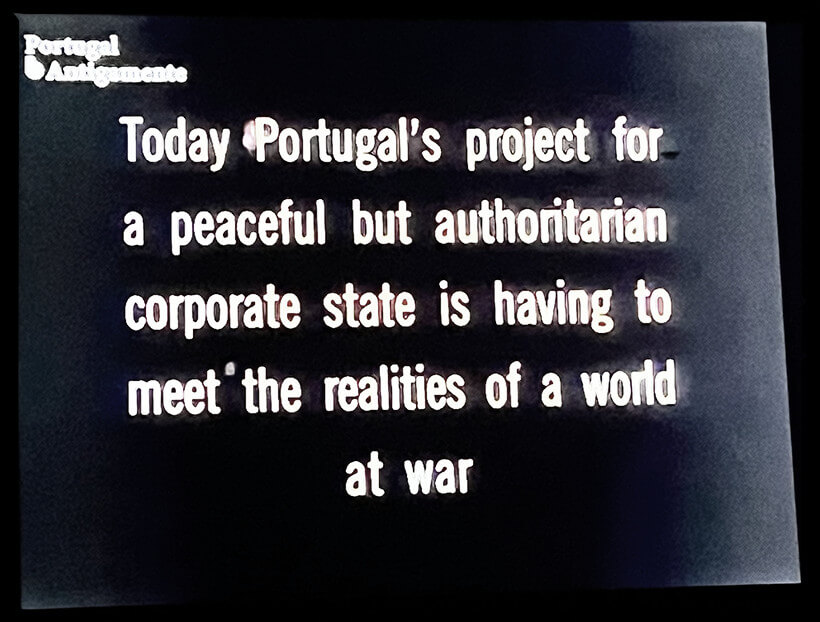 Portugal
Antigamente
Today Portugal's project for
a peaceful but authoritarian
corporate state is having to
meet the realities of a world
at war